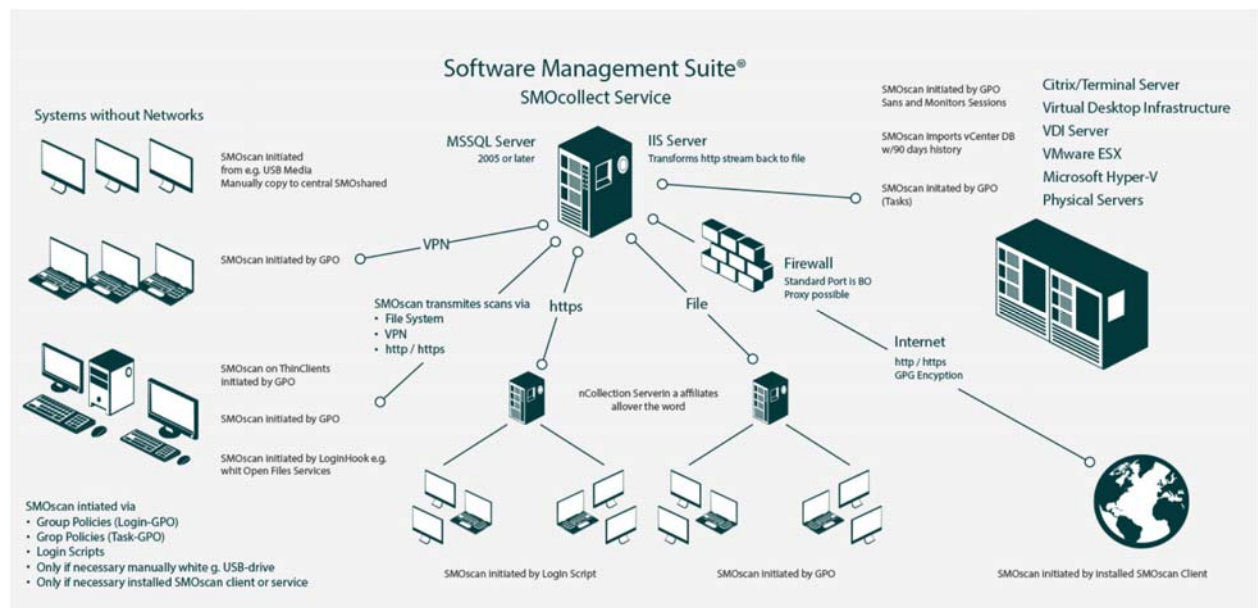 Software Management Suite®
SMOcollect Service
Systems without Networks
SMOscan Initiated
from e.g. USB Media
Manually copy to central SMOshared
SMOscan Initiated by GPO
VPN
MSSQL Server
2005 or later
IIS Server
Transforms http stream back to file
SMOscan Initiated by GPO
Sans and Monitors Sessions
SMOscan Imports vCenter DB
w/90 days history
SMOscan Initated by GPO
(Tasks)
Citrix/Terminal Server
Virtual Desktop Infrastructure
VDI Server
VMware ESX
Microsoft Hyper-V
Physical Servers
SMOscan transmites scans via
• File System
• VPN
• http / https
https
File
Firewall
Standard Port is BO
Proxy possible
Internet
http / https
GPG Encyption
SMOscan on ThinClients
initiated by GPO
SMOscan initiated by GPO
SMOscan initiated by LoginHook e.g.
whit Open Files Services
nCollection Serverin a affiliates
allover the word
SMOscan intiated via
• Group Policies (Login-GPO)
• Grop Policies (Task-GPO)
• Login Scripts
• Only if necessary manually white g. USB-drive
• Only if necessary installed SMOscan client or service
SMOscan initiated by Login Script
SMOscan initiated by GPO
SMOscan initiated by installed SMOscan Client